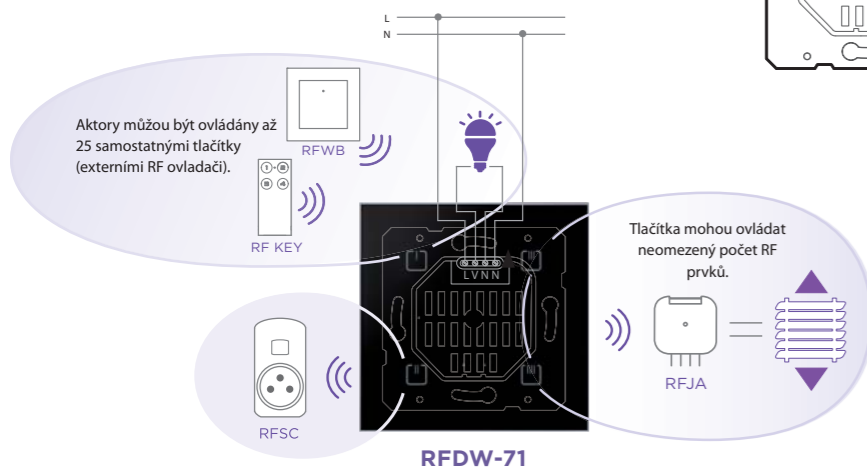 L
N
Aktory můžou být ovládány až
25 samostatnými tlačítky
(externími RF ovladači).
RFWB
RF KEY
L V N N
Tlačítka mohou ovládat
neomezený počet RF
prvků.
RFJA
RFSC
RFDW-71